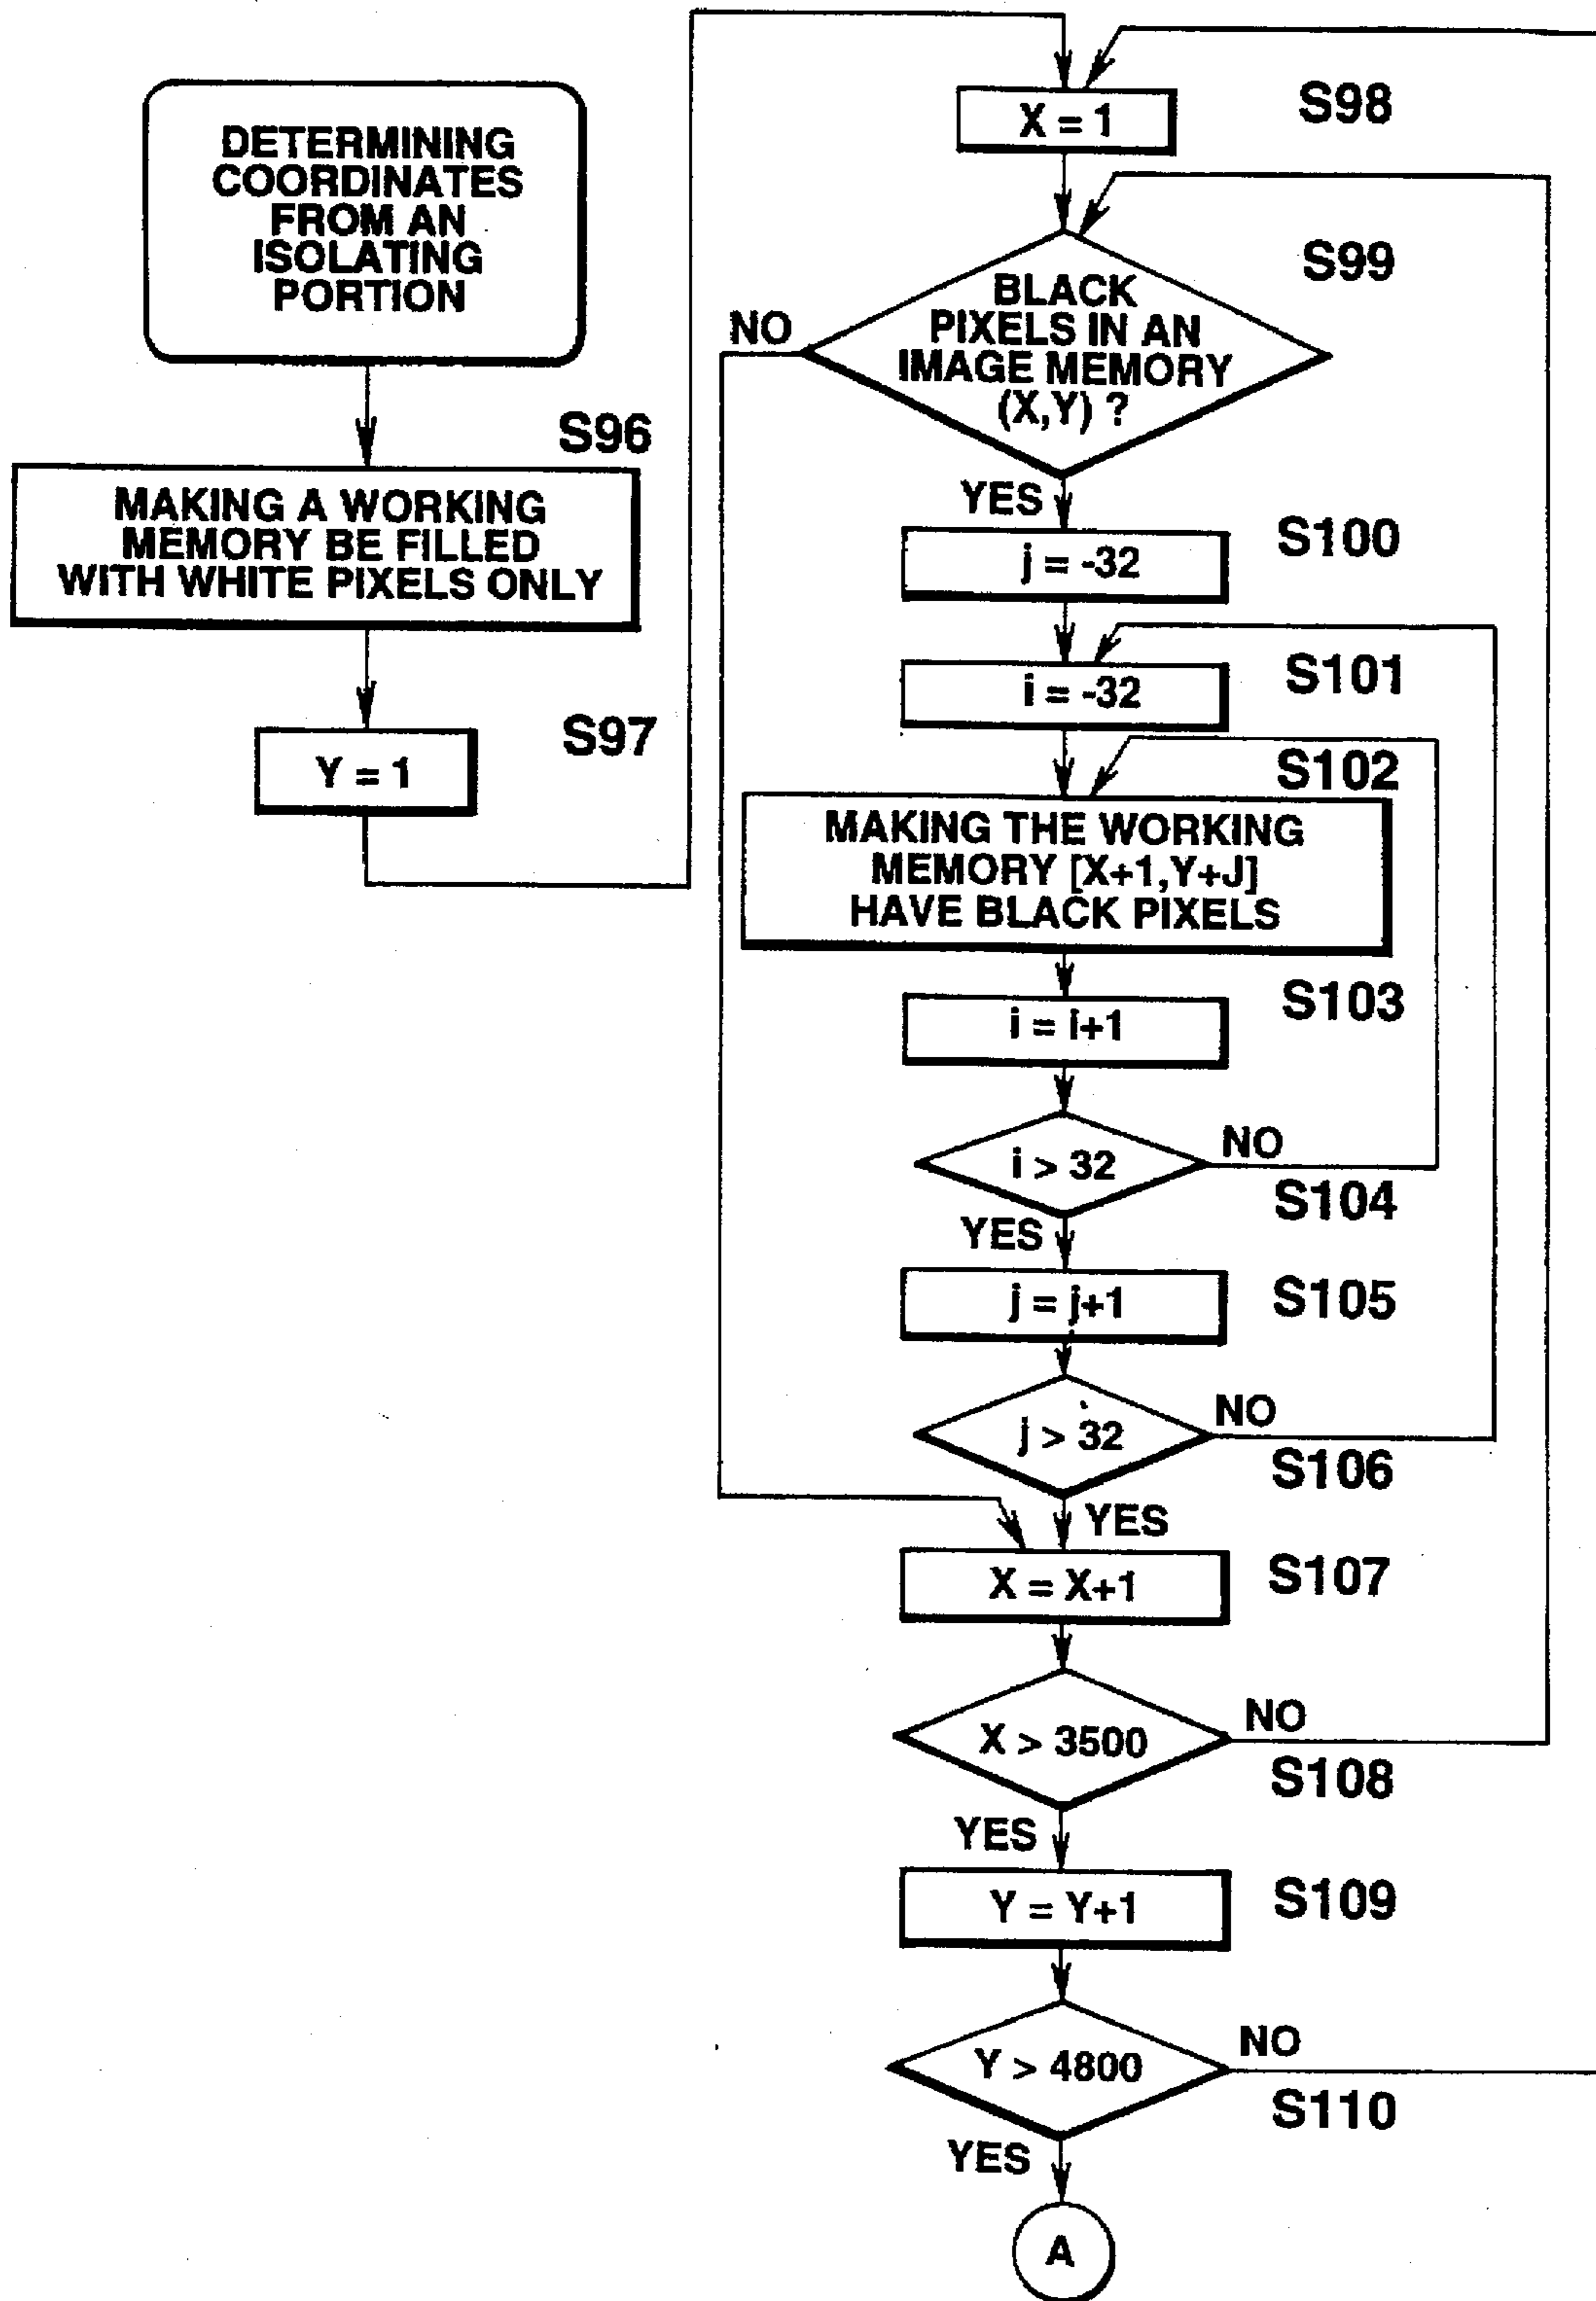 DETERMINING
COORDINATES
FROM AN
ISOLATING
PORTION
S96
MAKING A WORKING
MEMORY BE FILLED
WITH WHITE PIXELS ONLY
S97
Y = 1
S98
X = 1
S99
BLACK
PIXELS IN AN
IMAGE MEMORY
(X,Y) ?
NO
YES
S100
j = -32
S101
i = -32
S102
MAKING THE WORKING
MEMORY [X+1,Y+J]
HAVE BLACK PIXELS
S103
i = i+1
i > 32
NO
S104
YES
j = j+1
S105
j > 32
NO
S106
YES
X = X+1
S107
X > 3500
NO
S108
YES
Y = Y+1
S109
Y > 4800
NO
S110
YES
A